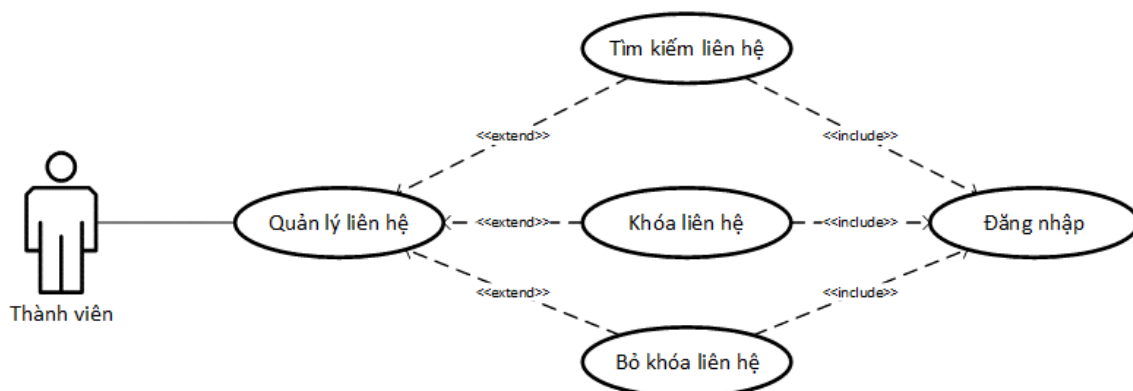 Tìm kiếm liên hệ
<<extend>>
<<include>>
Quản lý liên hệ
<<extend>>
Khóa liên hệ
<<include>>
Đăng nhập
Thành viên
<<extend>>
<<include>>
Bỏ khóa liên hệ